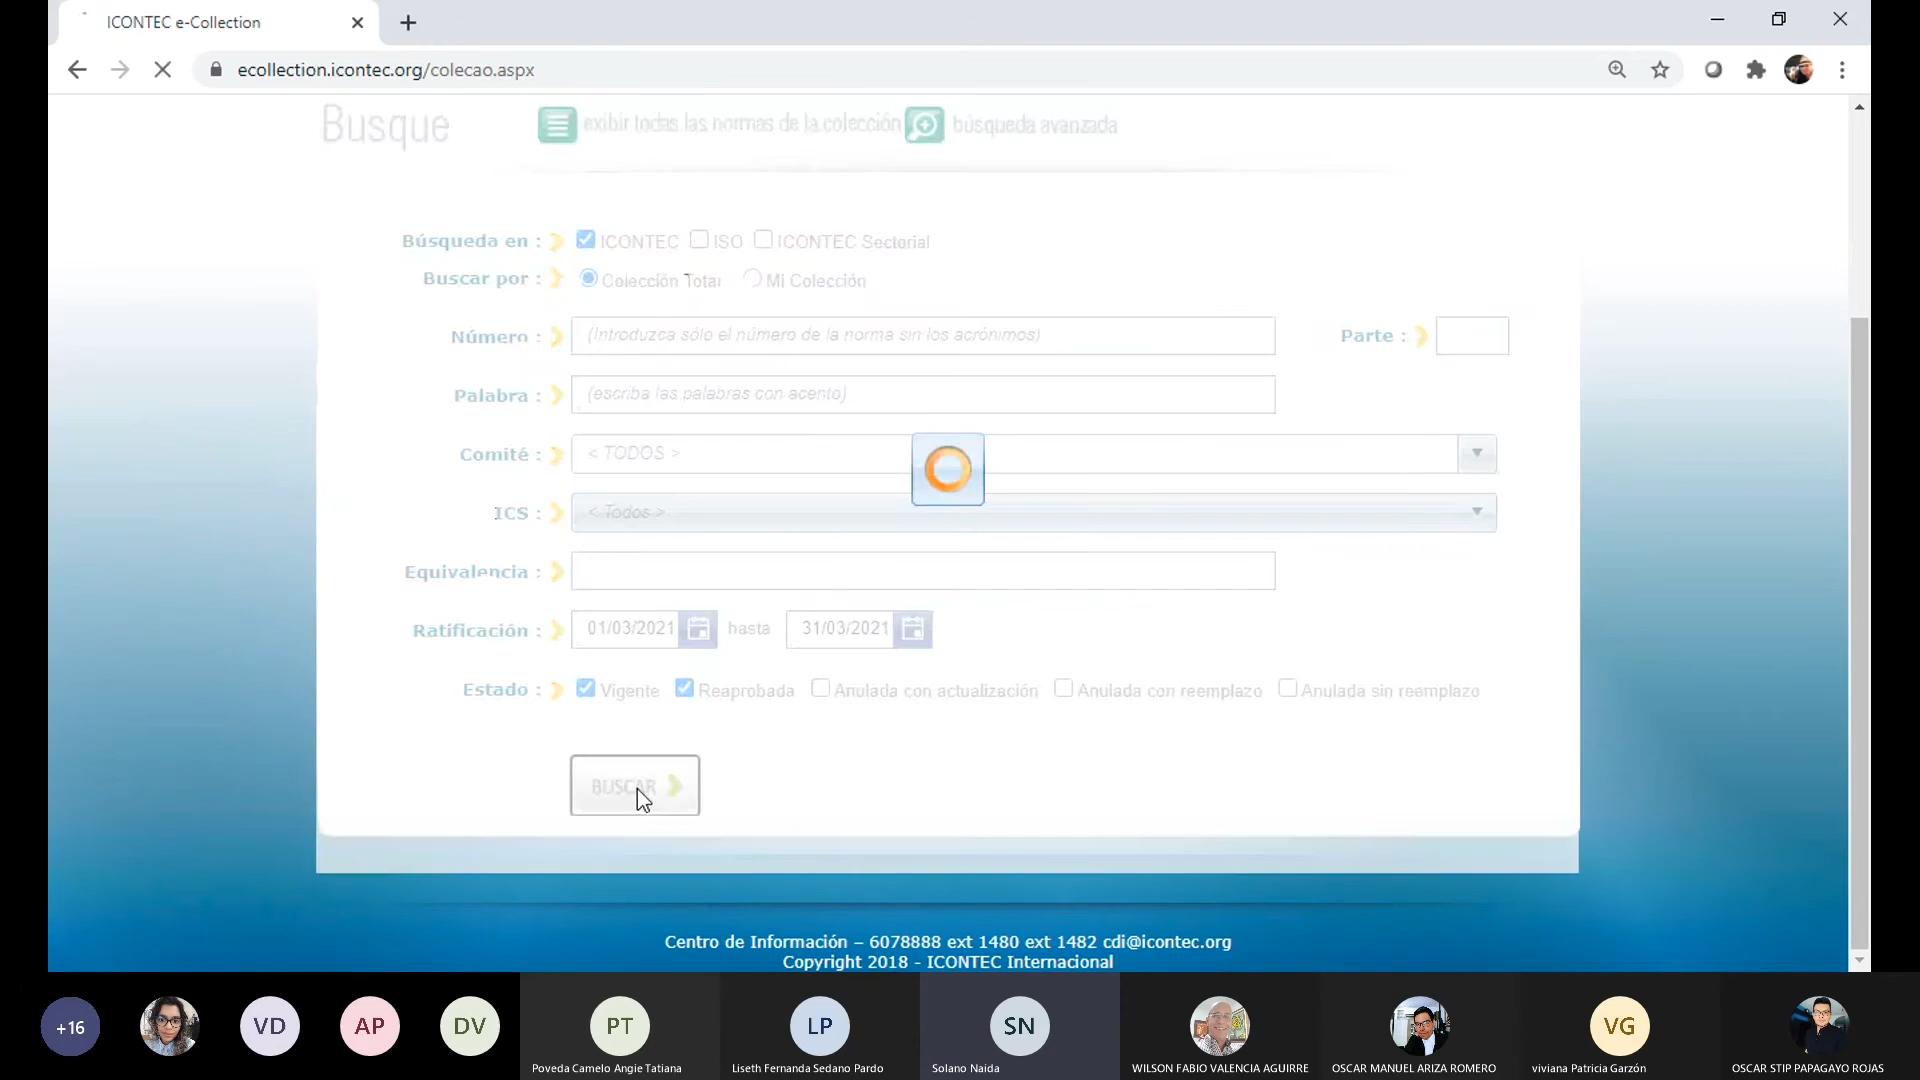 ICONTEC e-Collection
ecollection.icontec.org/colecao.aspx
Busque
exibir todas las normas de la colección
búsqueda avanzada
Búsqueda en :
ICONTEC
ISO
ICONTEC Sectorial
Buscar por :
Colección Total
Mi Colección
Número :
(Introduzca sólo el número de la norma sin los acrónimos)
Parte :
Palabra :
(escriba las palabras con acento)
Comité :
< TODOS >
ICS :
< Todos >
Equivalencia :
Ratificación :
01/03/2021
hasta
31/03/2021
Estado :
Vigente
Reaprobada
Anulada con actualización
Anulada con reemplazo
Anulada sin reemplazo
BUSCAR
Centro de Información – 6078888 ext 1480 ext 1482 cdi@icontec.org
Copyright 2018 - ICONTEC Internacional
+16
VD
AP
DV
PT
LP
SN
VG
Poveda Camelo Angie Tatiana
Liseth Fernanda Sedano Pardo
Solano Naida
WILSON FABIO VALENCIA AGUIRRE
OSCAR MANUEL ARIZA ROMERO
viviana Patricia Garzón
OSCAR STIP PAPAGAYO ROJAS